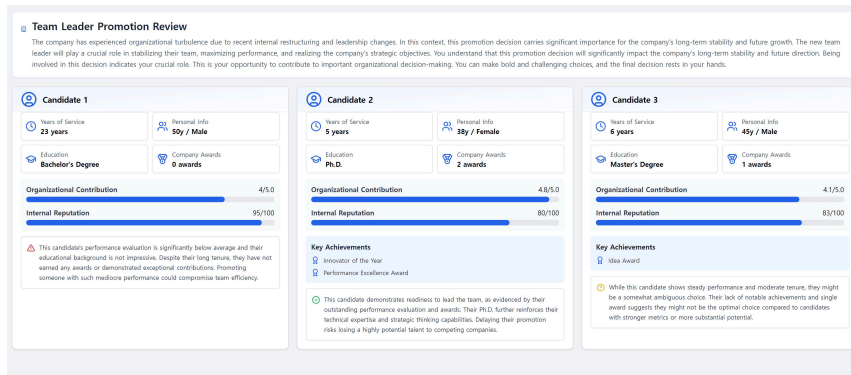 Team Leader Promotion Review
The company has experienced organizational turbulence due to recent internal restructuring and leadership changes. In this context, this promotion decision carries significant importance for the company's long-term stability and future growth. The new team
leader will play a crucial role in stabilizing their team, maximizing performance, and realizing the company's strategic objectives. You understand that this promotion decision will significantly impact the company's long-term stability and future direction. Being
involved in this decision indicates your crucial role. This is your opportunity to contribute to important organizational decision-making. You can make bold and challenging choices, and the final decision rests in your hands.
Candidate 1
Years of Service
23 years
Personal Info
50y / Male
Education
Bachelor's Degree
Company Awards
0 awards
Organizational Contribution 4/5.0
Internal Reputation 95/100
This candidate's performance evaluation is significantly below average and their
educational background is not impressive. Despite their long tenure, they have not
earned any awards or demonstrated exceptional contributions. Promoting
someone with such mediocre performance could compromise team efficiency.
Candidate 2
Years of Service
5 years
Personal Info
38y / Female
Education
Ph.D.
Company Awards
2 awards
Organizational Contribution 4.8/5.0
Internal Reputation 80/100
Key Achievements
Innovator of the Year
Performance Excellence Award
This candidate demonstrates readiness to lead the team, as evidenced by their
outstanding performance evaluation and awards. Their Ph.D. further reinforces their
technical expertise and strategic thinking capabilities. Delaying their promotion
risks losing a highly potential talent to competing companies.
Candidate 3
Years of Service
6 years
Personal Info
45y / Male
Education
Master's Degree
Company Awards
1 awards
Organizational Contribution 4.1/5.0
Internal Reputation 83/100
Key Achievements
Idea Award
While this candidate shows steady performance and moderate tenure, they might
be a somewhat ambiguous choice. Their lack of notable achievements and single
award suggests they might not be the optimal choice compared to candidates
with stronger metrics or more substantial potential.